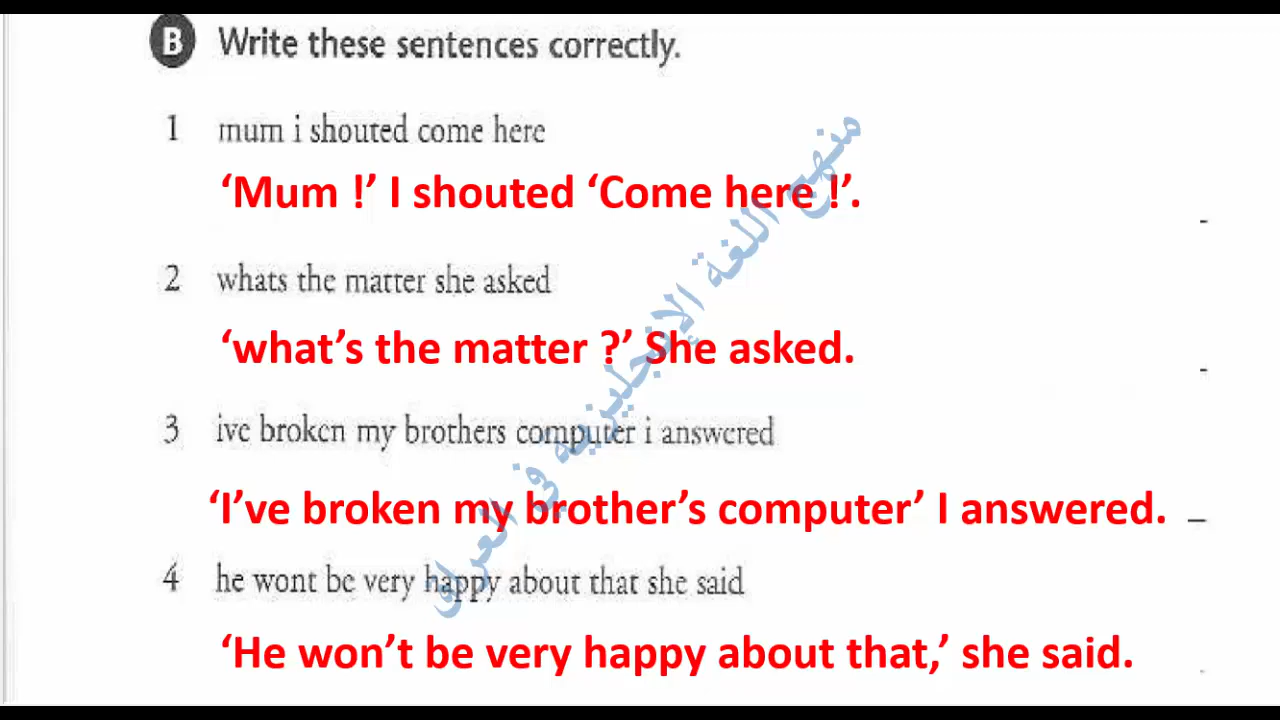 B Write these sentences correctly.
1 mum i shouted come here
‘Mum !’ I shouted ‘Come here !’.
2 whats the matter she asked
‘what’s the matter ?’ She asked.
3 ive broken my brothers computer i answered
‘I’ve broken my brother’s computer’ I answered.
4 he wont be very happy about that she said
‘He won’t be very happy about that,’ she said.
منهج اللغة الإنجليزية في العراق